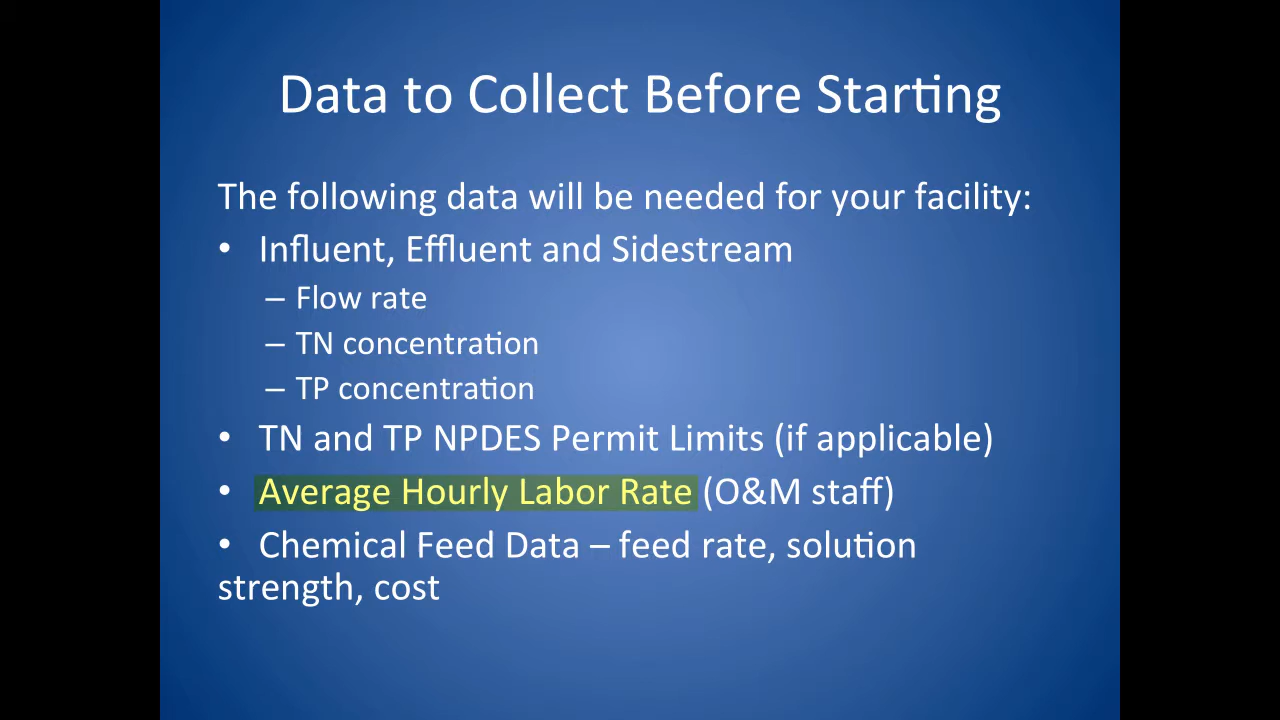 Data to Collect Before Starting
The following data will be needed for your facility:
• Influent, Effluent and Sidestream
– Flow rate
– TN concentration
– TP concentration
• TN and TP NPDES Permit Limits (if applicable)
• Average Hourly Labor Rate (O&M staff)
• Chemical Feed Data – feed rate, solution
strength, cost